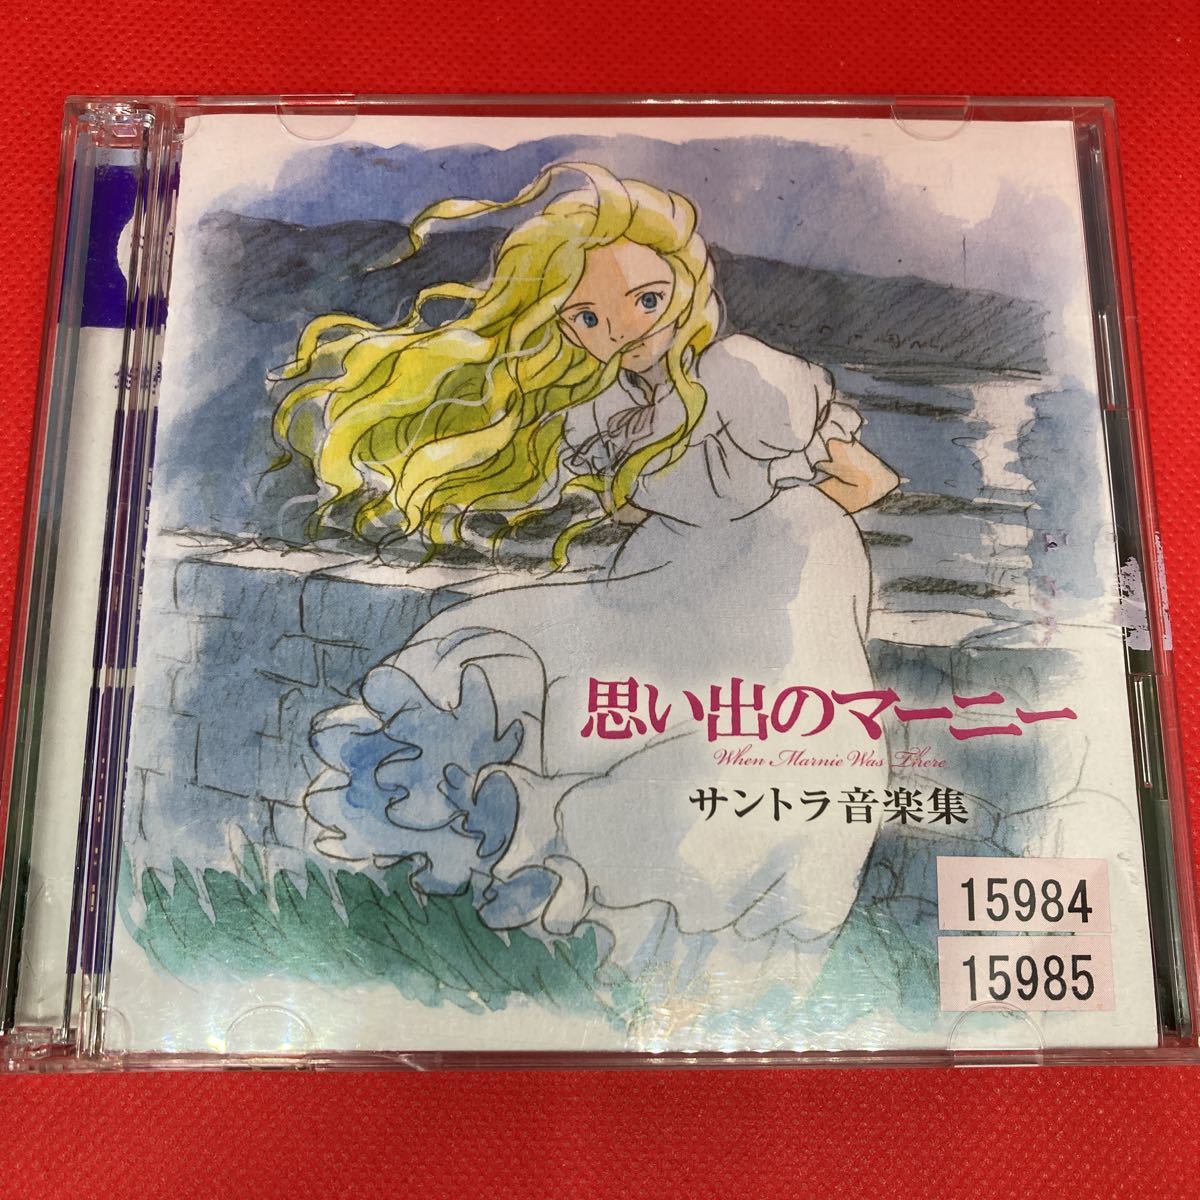 思い出のマーニー
When Marnie Was There
サントラ音楽集
15984
15985